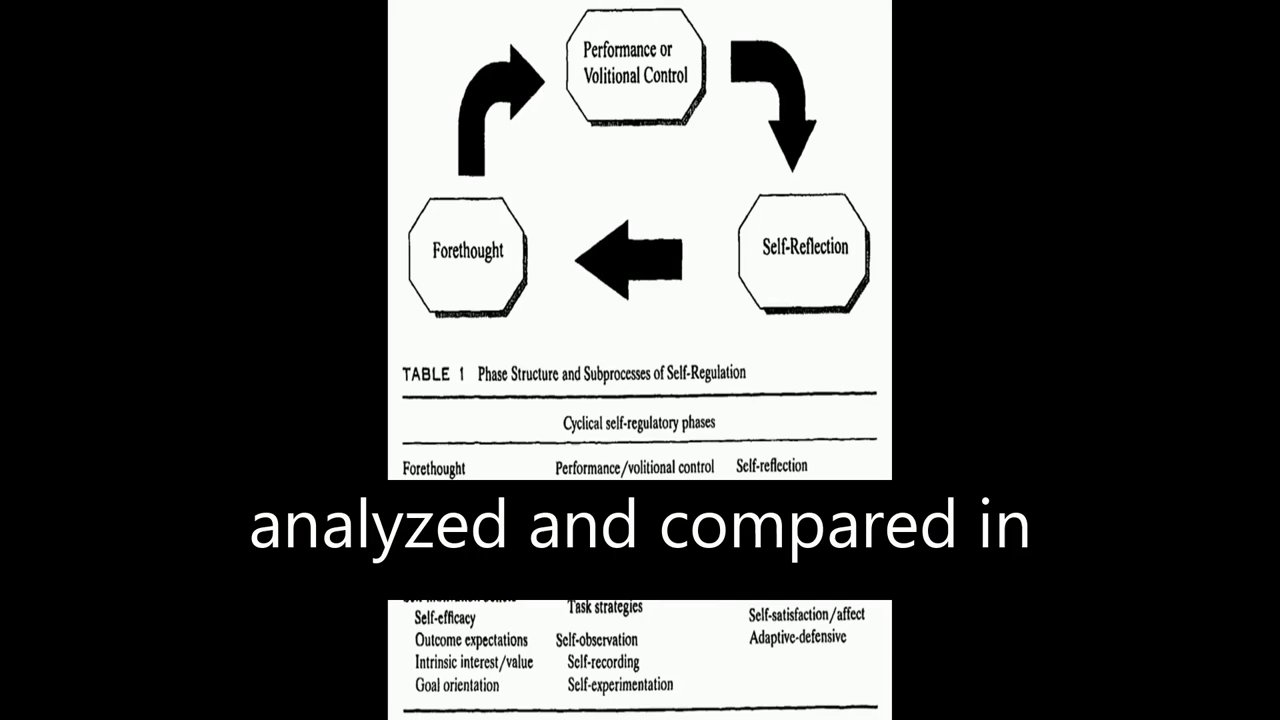 Performance or
Volitional Control
Forethought
Self-Reflection
TABLE 1 Phase Structure and Subprocesses of Self-Regulation
Cyclical self-regulatory phases
Forethought Performance/volitional control Self-reflection
analyzed and compared in
Task strategies
Self-efficacy Self-satisfaction/affect
Outcome expectations Self-observation Adaptive-defensive
Intrinsic interest/value Self-recording
Goal orientation Self-experimentation